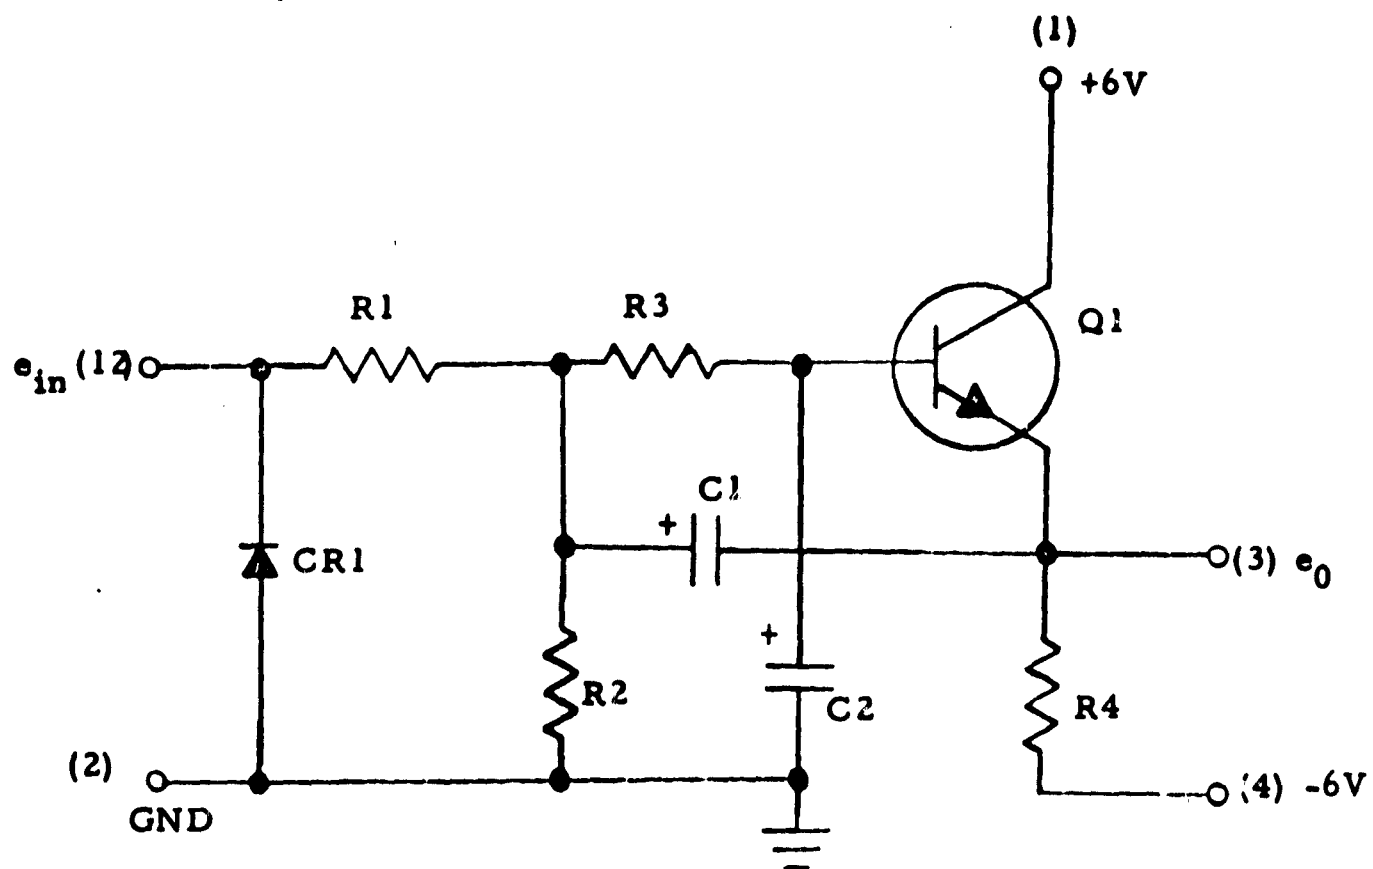 (1)
+6V
R1
R3
Q1
e_in (12)
C1
+
CR1
(3) e_0
+
R2
C2
R4
(2)
GND
(4) -6V